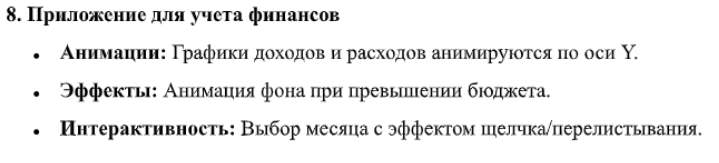 8. Приложение для учета финансов
• Анимации: Графики доходов и расходов анимируются по оси Y.
• Эффекты: Анимация фона при превышении бюджета.
• Интерактивность: Выбор месяца с эффектом щелчка/перелистывания.